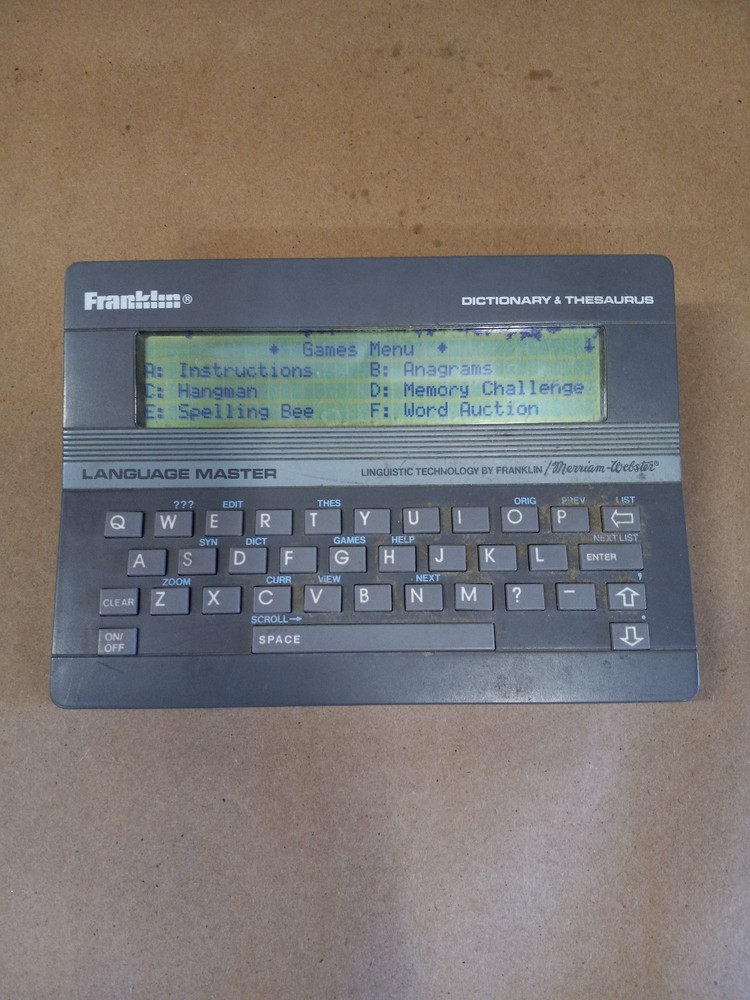 Franklin®
DICTIONARY & THESAURUS
♦ Games Menu ♦ ↓
A: Instructions B: Anagrams
C: Hangman D: Memory Challenge
E: Spelling Bee F: Word Auction
LANGUAGE MASTER
LINGUISTIC TECHNOLOGY BY FRANKLIN / Merriam-Webster®
??? EDIT THES ORIG PREV LIST
Q W E R T Y U I O P ⇦
SYN DICT GAMES HELP NEXT LIST
A S D F G H J K L ENTER
ZOOM CURR VIEW NEXT '
CLEAR Z X C V B N M ? – ⇧
SCROLL→
ON/
OFF
SPACE ⇩